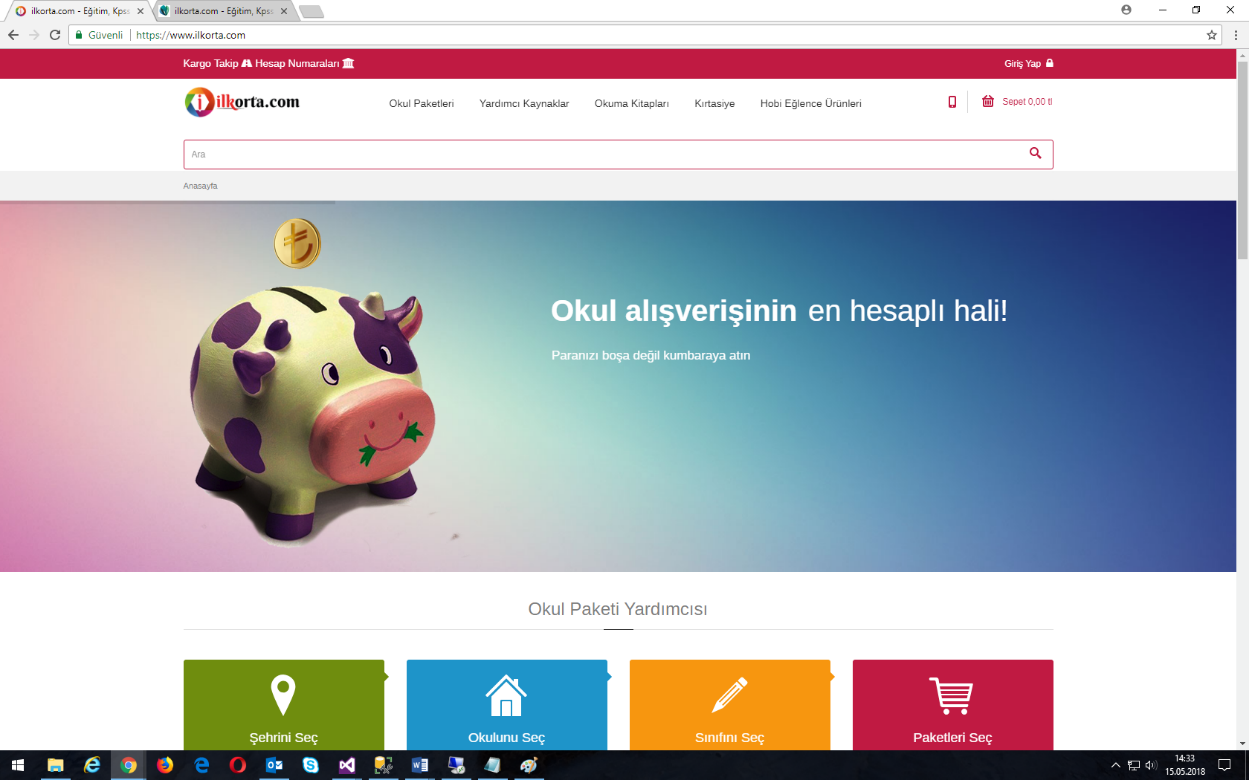 ilkorta.com - Eğitim, Kpss
ilkorta.com - Eğitim, Kpss
Güvenli
https://www.ilkorta.com
Kargo Takip Hesap Numaraları
Giriş Yap
ilkorta.com
Okul Paketleri
Yardımcı Kaynaklar
Okuma Kitapları
Kırtasiye
Hobi Eğlence Ürünleri
Sepet 0,00 tl
Ara
Anasayfa
Okul alışverişinin en hesaplı hali!
Paranızı boşa değil kumbaraya atın
Okul Paketi Yardımcısı
Şehrini Seç
Okulunu Seç
Sınıfını Seç
Paketleri Seç
14:33
15.05.2018